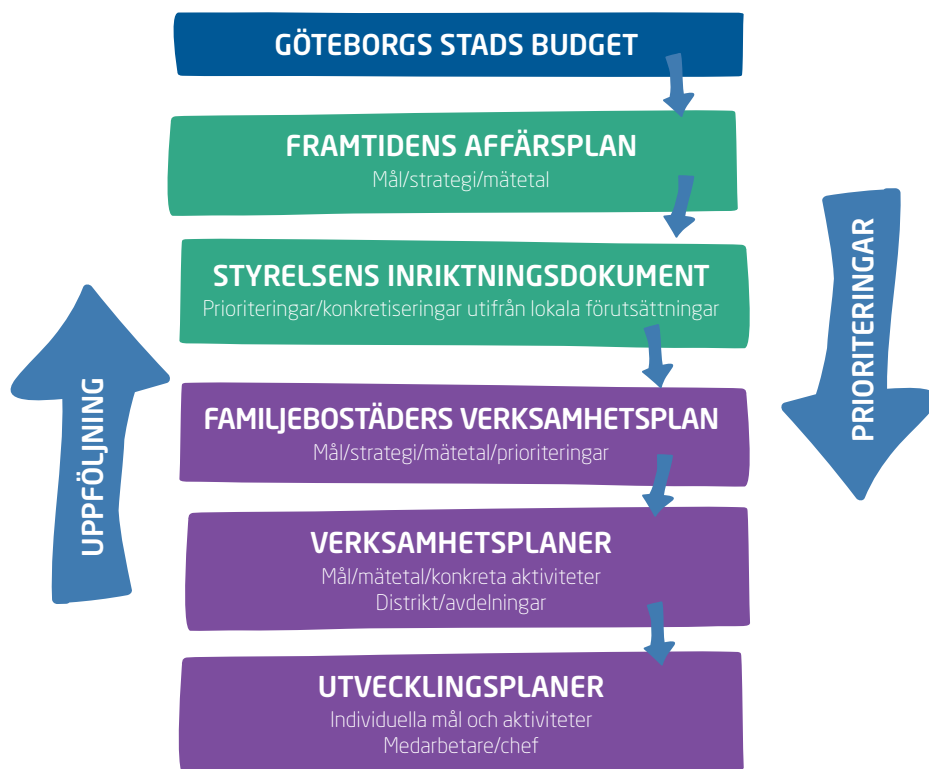 GÖTEBORGS STADS BUDGET
FRAMTIDENS AFFÄRSPLAN
Mål/strategi/mätetal
STYRELSENS INRIKTNINGSDOKUMENT
Prioriteringar/konkretiseringar utifrån lokala förutsättningar
FAMILJEBOSTÄDERS VERKSAMHETSPLAN
Mål/strategi/mätetal/prioriteringar
VERKSAMHETSPLANER
Mål/mätetal/konkreta aktiviteter
Distrikt/avdelningar
UTVECKLINGSPLANER
Individuella mål och aktiviteter
Medarbetare/chef
UPPFÖLJNING
PRIORITERINGAR